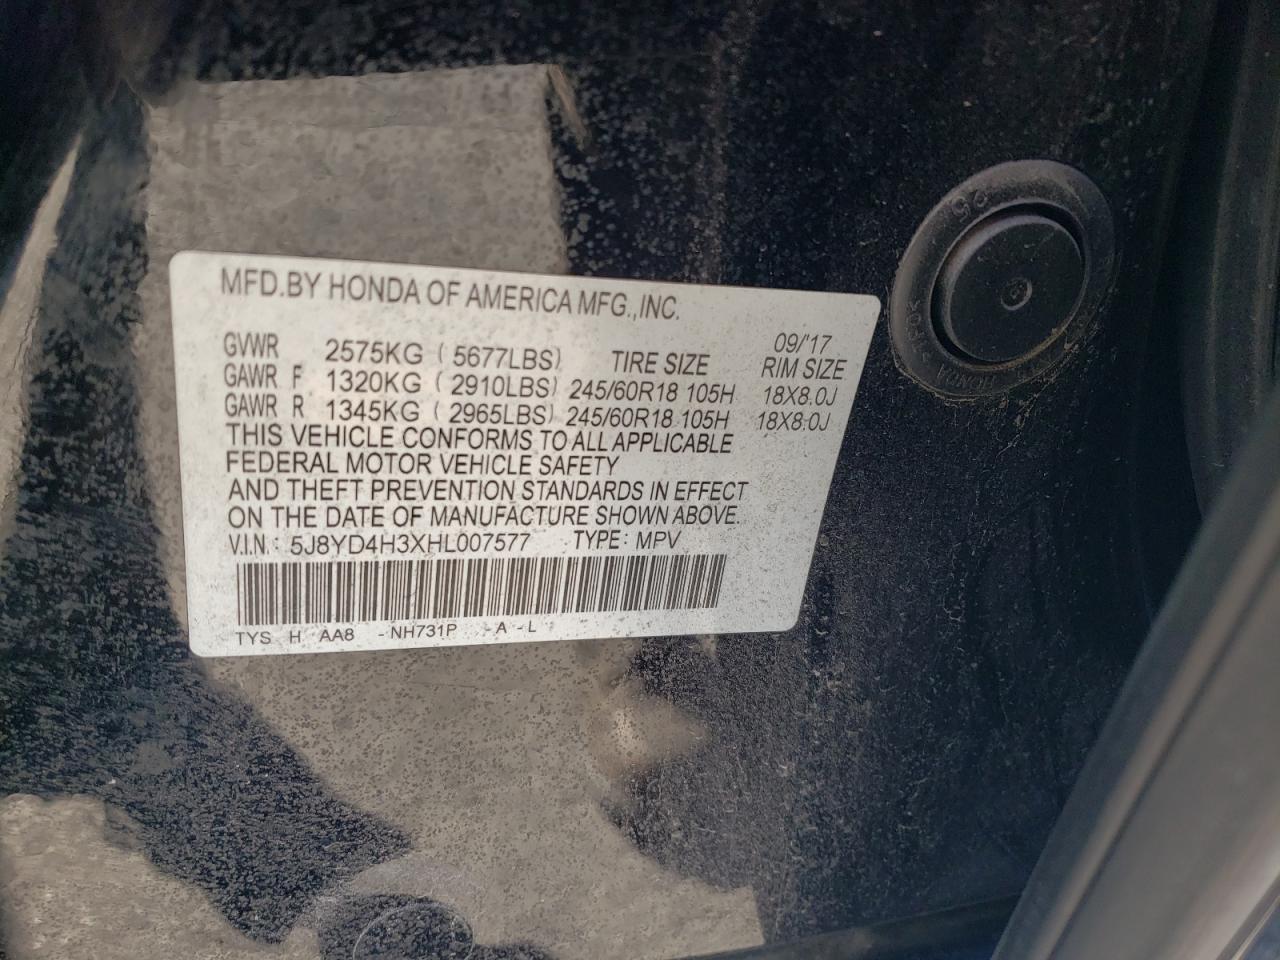 MFD.BY HONDA OF AMERICA MFG.,INC.
09/'17
GVWR 2575KG ( 5677LBS) TIRE SIZE RIM SIZE
GAWR F 1320KG ( 2910LBS) 245/60R18 105H 18X8.0J
GAWR R 1345KG ( 2965LBS) 245/60R18 105H 18X8.0J
THIS VEHICLE CONFORMS TO ALL APPLICABLE
FEDERAL MOTOR VEHICLE SAFETY
AND THEFT PREVENTION STANDARDS IN EFFECT
ON THE DATE OF MANUFACTURE SHOWN ABOVE.
V.I.N.: 5J8YD4H3XHL007577 TYPE: MPV
TYS H AA8 -NH731P -A -L
25